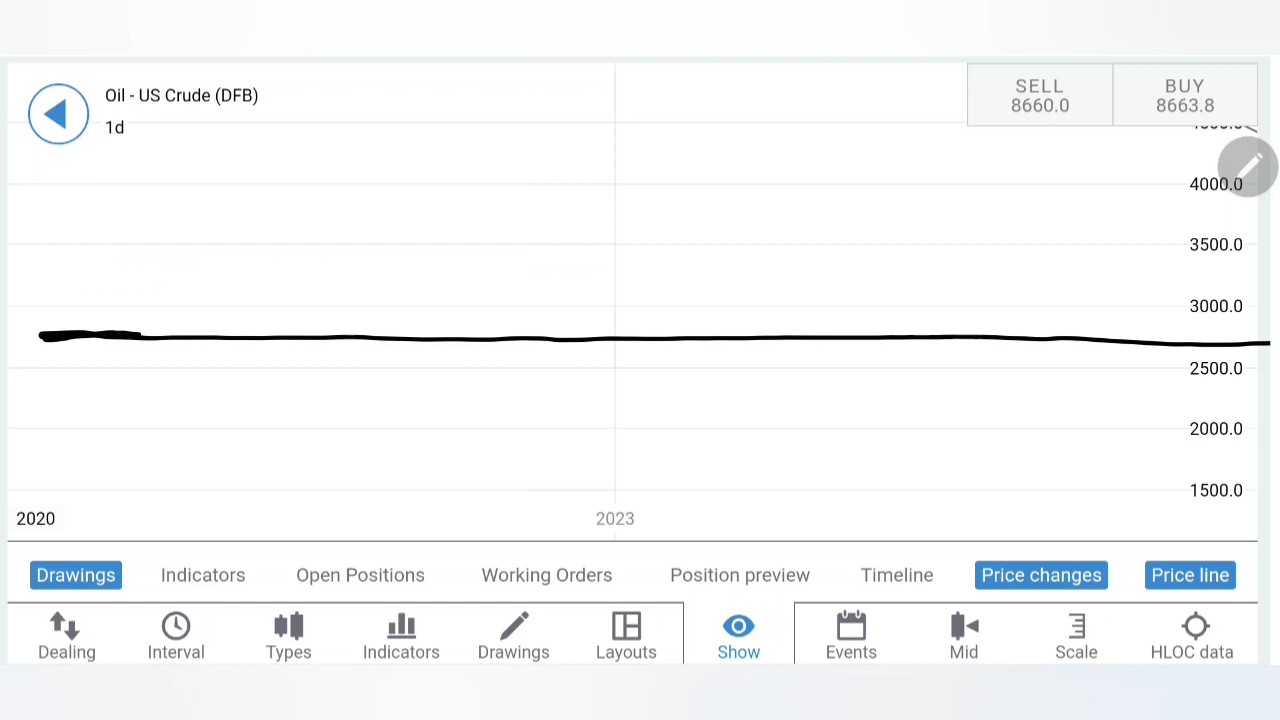 Oil - US Crude (DFB)
1d
SELL
8660.0
BUY
8663.8
4000.0
3500.0
3000.0
2500.0
2000.0
1500.0
2020
2023
Drawings Indicators Open Positions Working Orders Position preview Timeline Price changes Price line
Dealing Interval Types Indicators Drawings Layouts Show Events Mid Scale HLOC data